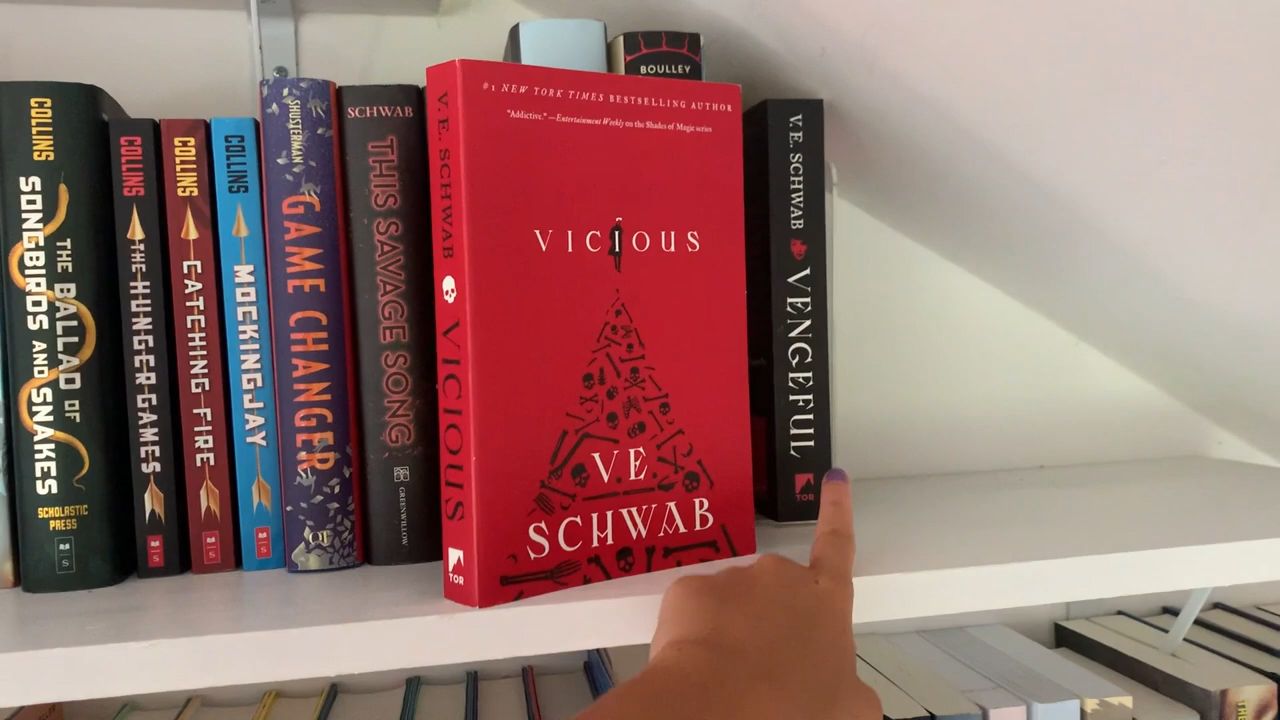 COLLINS
THE BALLAD OF
SONGBIRDS AND SNAKES
SCHOLASTIC
PRESS
S
COLLINS
THE HUNGER GAMES
S
COLLINS
CATCHING FIRE
S
COLLINS
MOCKINGJAY
S
SHUSTERMAN
GAME CHANGER
SCHWAB
THIS SAVAGE SONG
GREENWILLOW
V. E. SCHWAB
VICIOUS
TOR
#1 NEW YORK TIMES BESTSELLING AUTHOR
"Addictive." —Entertainment Weekly on the Shades of Magic series
VICIOUS
V. E.
SCHWAB
BOULLEY
V. E. SCHWAB
VENGEFUL
TOR